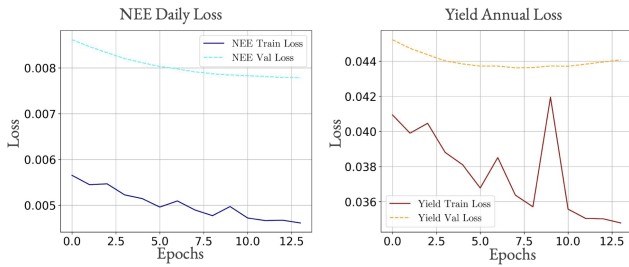 NEE Daily Loss
NEE Train Loss
NEE Val Loss
0.008
0.007
0.006
0.005
Loss
0.0 2.5 5.0 7.5 10.0 12.5
Epochs
Yield Annual Loss
0.044
0.042
0.040
0.038
0.036
Loss
Yield Train Loss
Yield Val Loss
0.0 2.5 5.0 7.5 10.0 12.5
Epochs